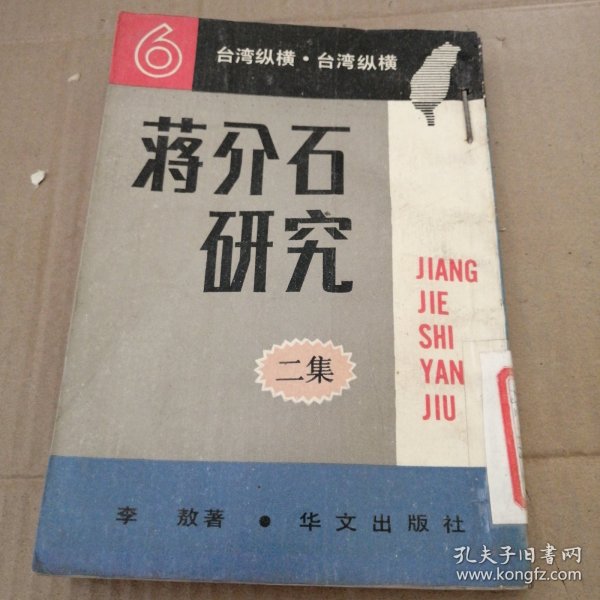 6
台湾纵横·台湾纵横
蒋介石
研究
二集
JIANG
JIE
SHI
YAN
JIU
李 敖著 • 华文出版社
孔夫子旧书网
www.kongfz.com